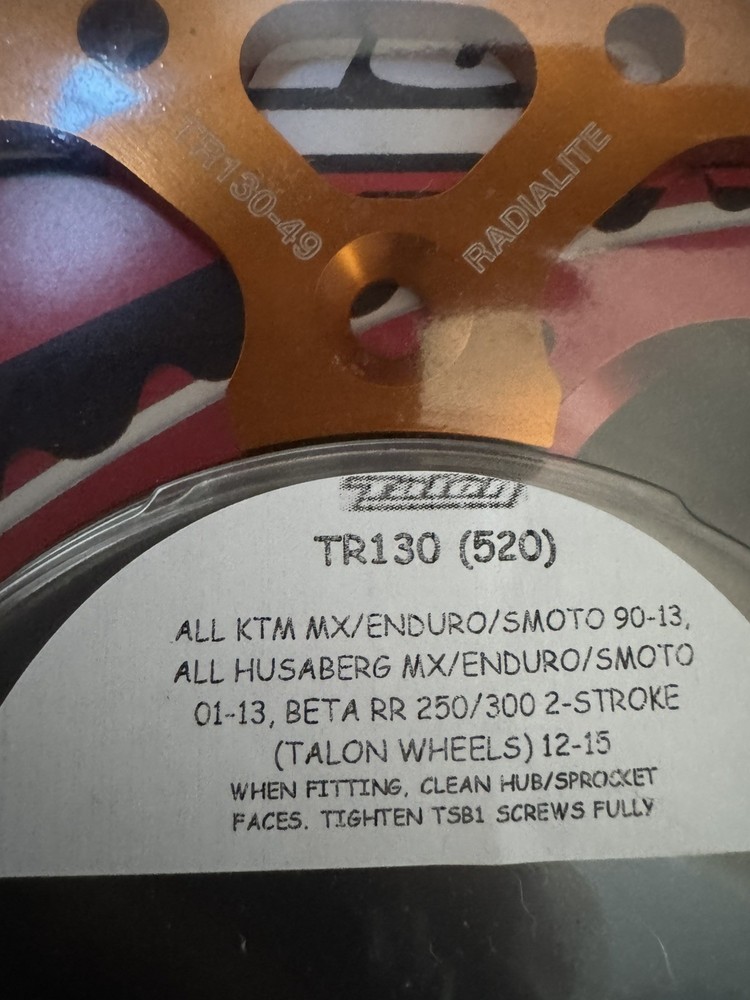 TR130-49
RADIALITE
Talon
TR130 (520)
ALL KTM MX/ENDURO/SMOTO 90-13,
ALL HUSABERG MX/ENDURO/SMOTO
01-13, BETA RR 250/300 2-STROKE
(TALON WHEELS) 12-15
WHEN FITTING, CLEAN HUB/SPROCKET
FACES. TIGHTEN TSB1 SCREWS FULLY